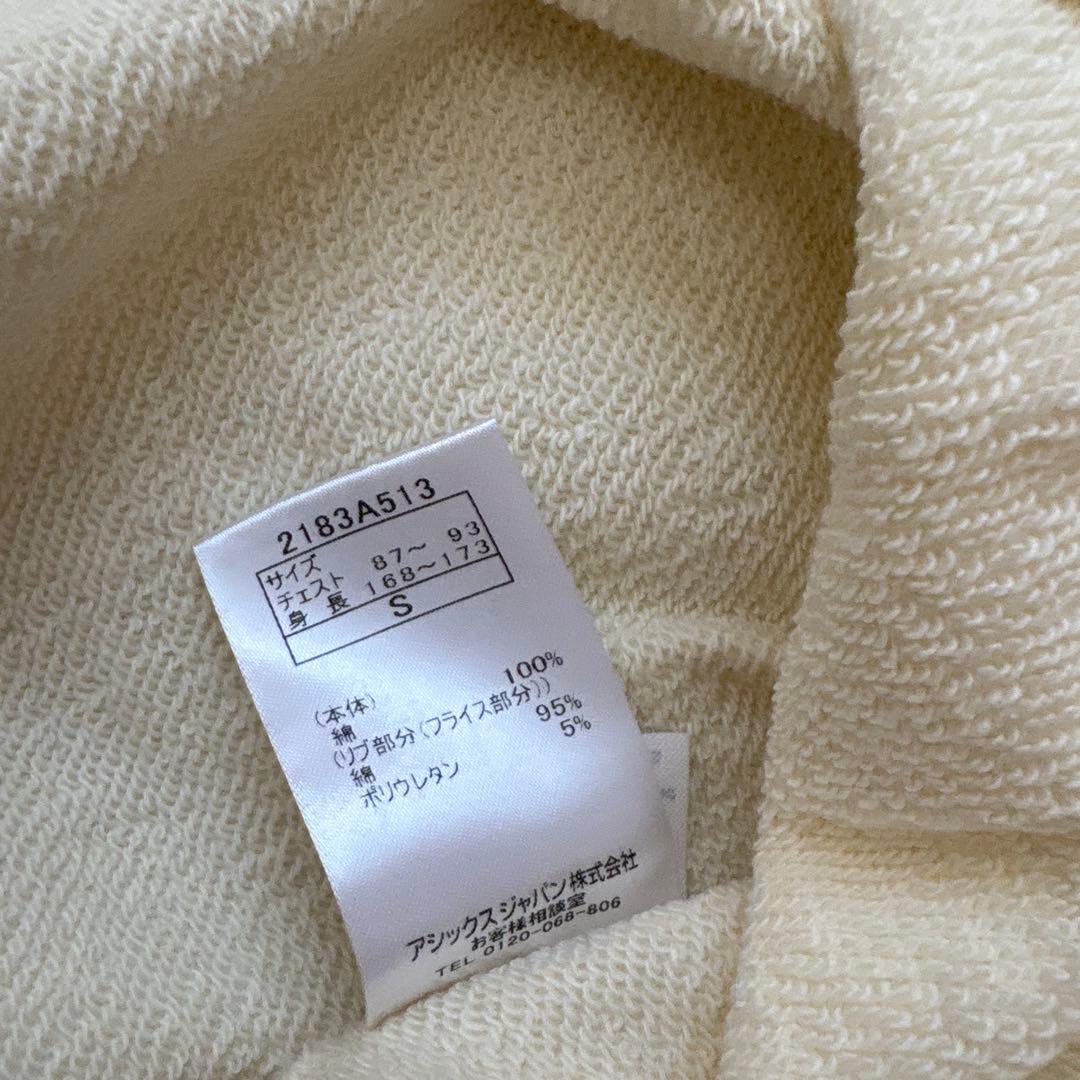 2183A513
サイズ
チェスト 87～ 93
身 長 168～173
S
(本体)
綿 100%
(リブ部分(フライス部分))
綿 95%
ポリウレタン 5%
アシックスジャパン株式会社
お客様相談室
TEL 0120-068-806